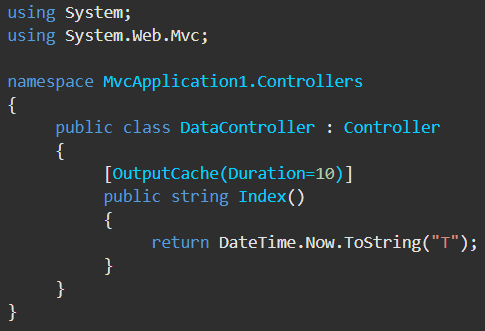 using System;
using System.Web.Mvc;

namespace MvcApplication1.Controllers
{
     public class DataController : Controller
     {
          [OutputCache(Duration=10)]
          public string Index()
          {
               return DateTime.Now.ToString("T");
          }
     }
}